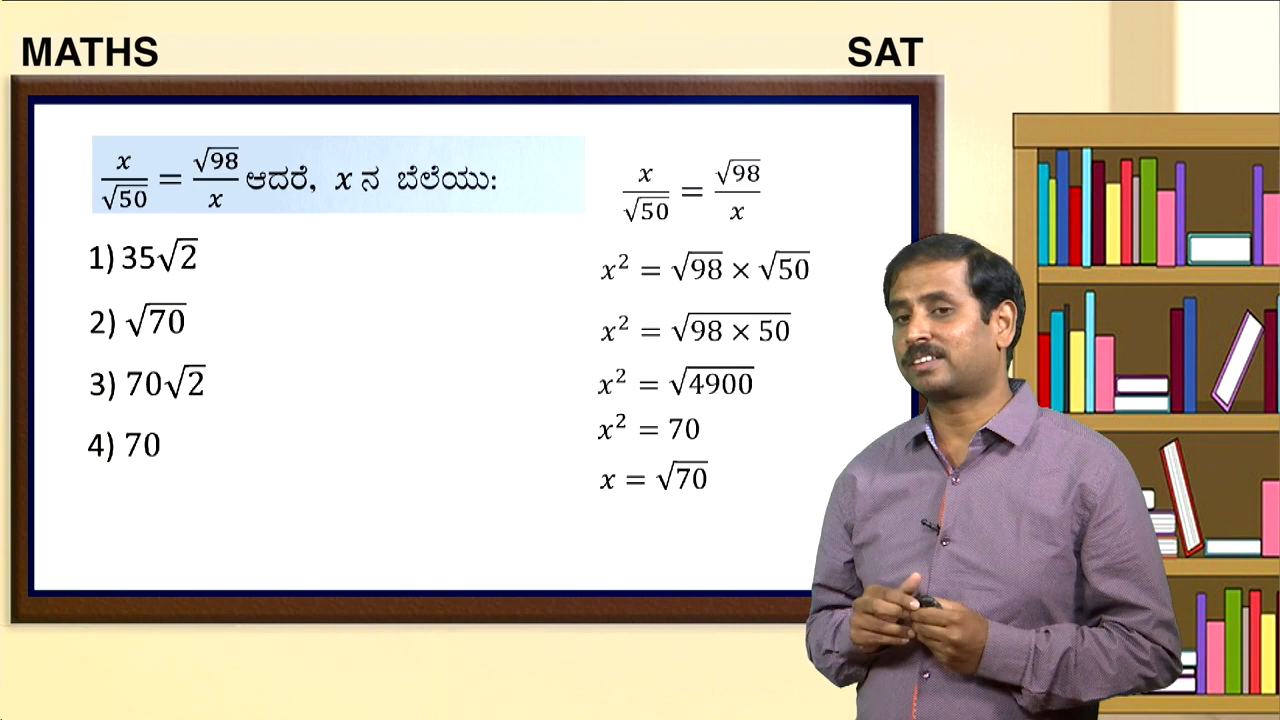 MATHS
SAT
x/√50 = √98/x ಆದರೆ, x ನ ಬೆಲೆಯು:
1) 35√2
2) √70
3) 70√2
4) 70
x/√50 = √98/x
x² = √98 × √50
x² = √(98 × 50)
x² = √4900
x² = 70
x = √70